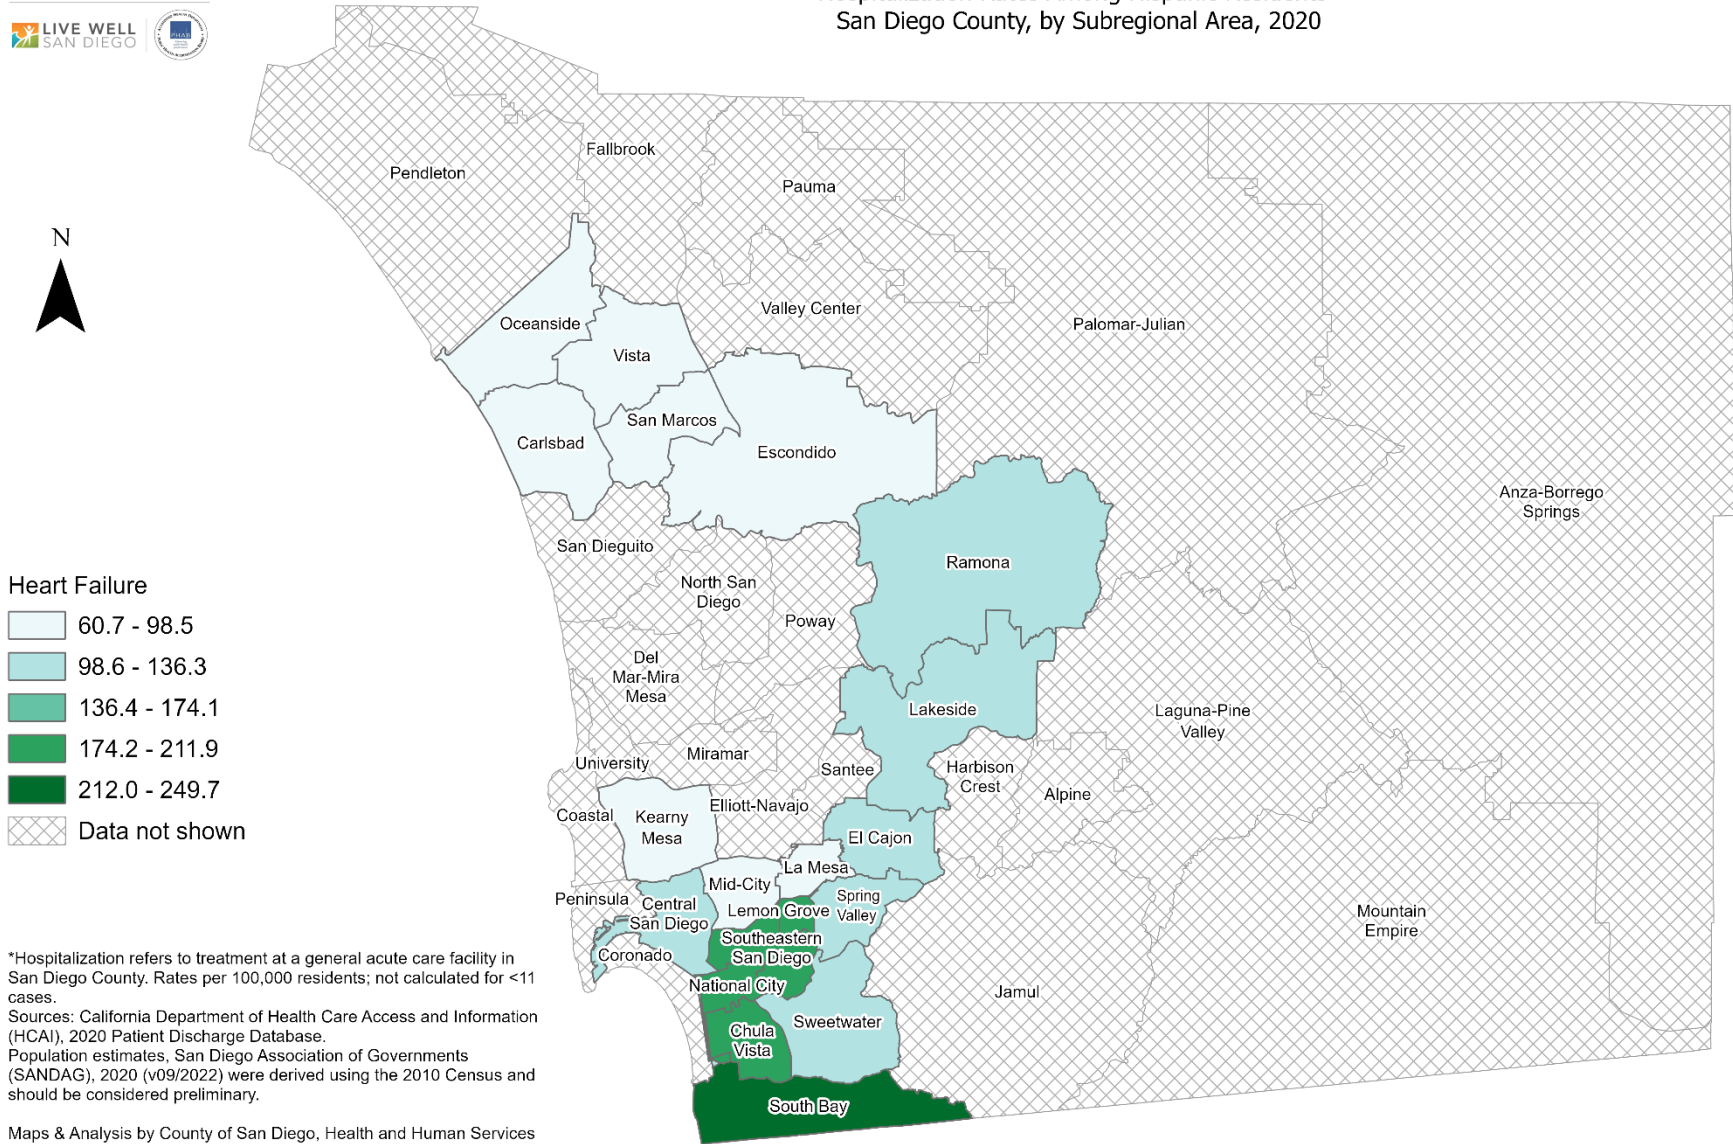 LIVE WELL
SAN DIEGO
PHAB
San Diego County, by Subregional Area, 2020
N
Pendleton
Fallbrook
Pauma
Oceanside
Vista
Valley Center
Palomar-Julian
Carlsbad
San Marcos
Escondido
Anza-Borrego
Springs
San Dieguito
North San
Diego
Poway
Ramona
Del
Mar-Mira
Mesa
Lakeside
Laguna-Pine
Valley
University
Miramar
Santee
Harbison
Crest
Alpine
Coastal
Kearny
Mesa
Elliott-Navajo
El Cajon
La Mesa
Mid-City
Peninsula
Central
San Diego
Lemon Grove
Spring
Valley
Mountain
Empire
Coronado
Southeastern
San Diego
National City
Jamul
Chula
Vista
Sweetwater
South Bay
Heart Failure
60.7 - 98.5
98.6 - 136.3
136.4 - 174.1
174.2 - 211.9
212.0 - 249.7
Data not shown
*Hospitalization refers to treatment at a general acute care facility in
San Diego County. Rates per 100,000 residents; not calculated for <11
cases.
Sources: California Department of Health Care Access and Information
(HCAI), 2020 Patient Discharge Database.
Population estimates, San Diego Association of Governments
(SANDAG), 2020 (v09/2022) were derived using the 2010 Census and
should be considered preliminary.
Maps & Analysis by County of San Diego, Health and Human Services